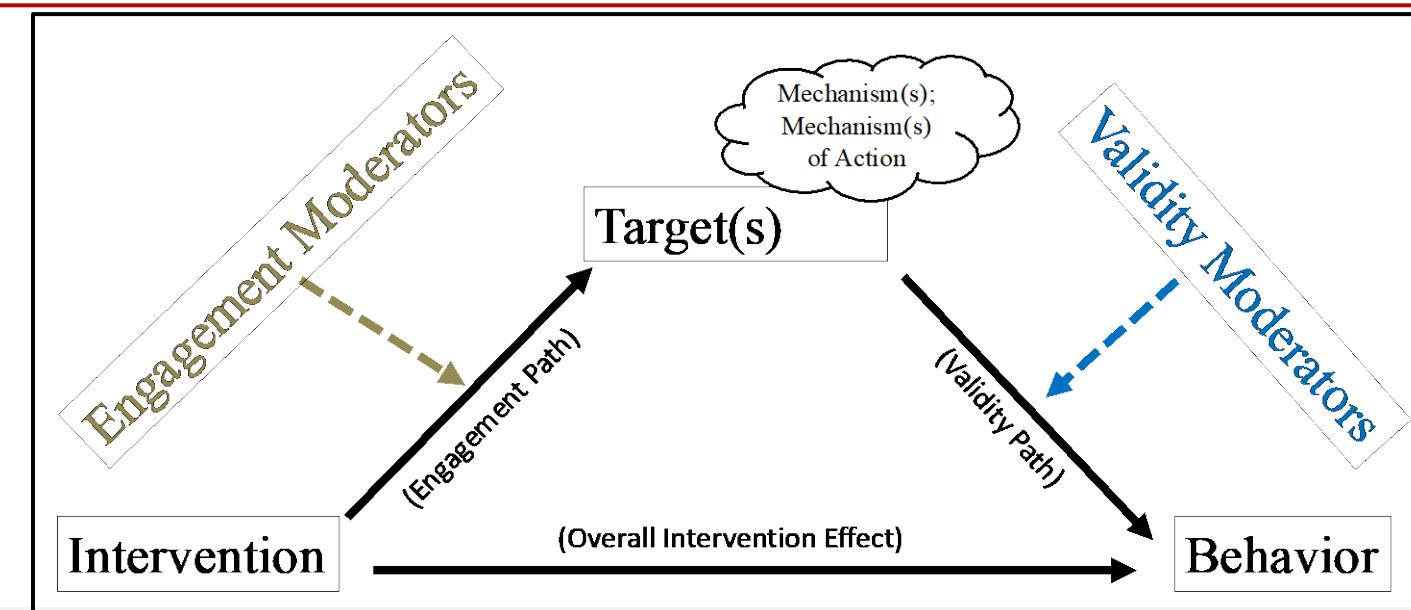 Mechanism(s);
Mechanism(s)
of Action
Engagement Moderators
Validity Moderators
Target(s)
(Engagement Path)
(Validity Path)
(Overall Intervention Effect)
Intervention
Behavior